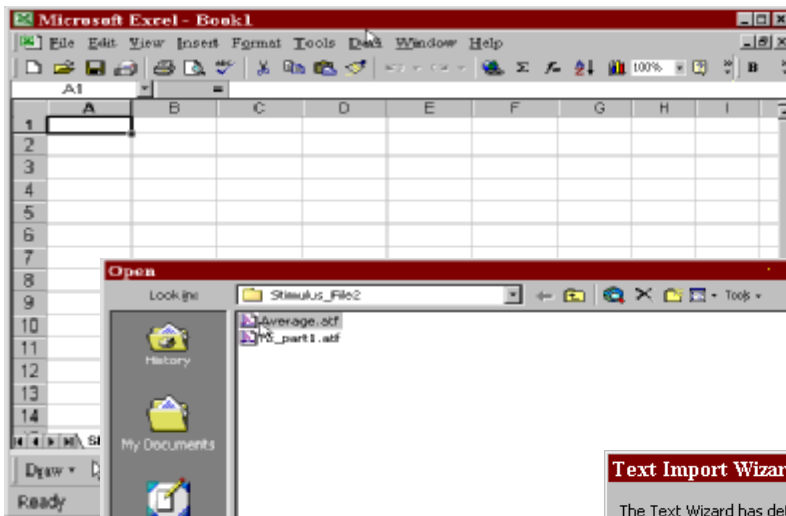 Microsoft Excel - Book1
File Edit View Insert Format Tools Data Window Help
100% B
A1 =
A B C D E F G H I
1
2
3
4
5
6
7
8
9
10
11
12
13
14
Draw
Ready
Open
Look in: Stimulus_File2 Tools
Average.atf
History
My Documents
Text Import Wizar
The Text Wizard has de